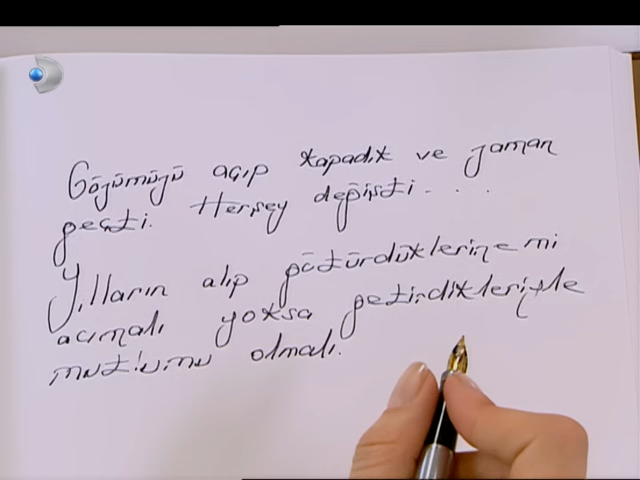 Gözümüzü açıp kapadık ve zaman
geçti. Herşey değişti...
Yılların alıp götürdüklerine mi
acımalı yoksa getirdikleriyle
mutlu mu olmalı.